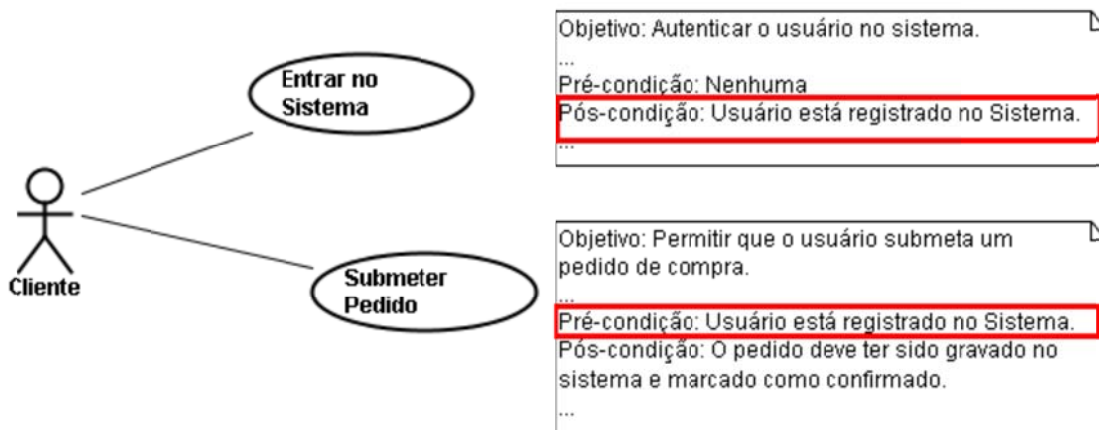 Entrar no
Sistema
Cliente
Submeter
Pedido
Objetivo: Autenticar o usuário no sistema.
...
Pré-condição: Nenhuma
Pós-condição: Usuário está registrado no Sistema.
...
Objetivo: Permitir que o usuário submeta um
pedido de compra.
...
Pré-condição: Usuário está registrado no Sistema.
Pós-condição: O pedido deve ter sido gravado no
sistema e marcado como confirmado.
...